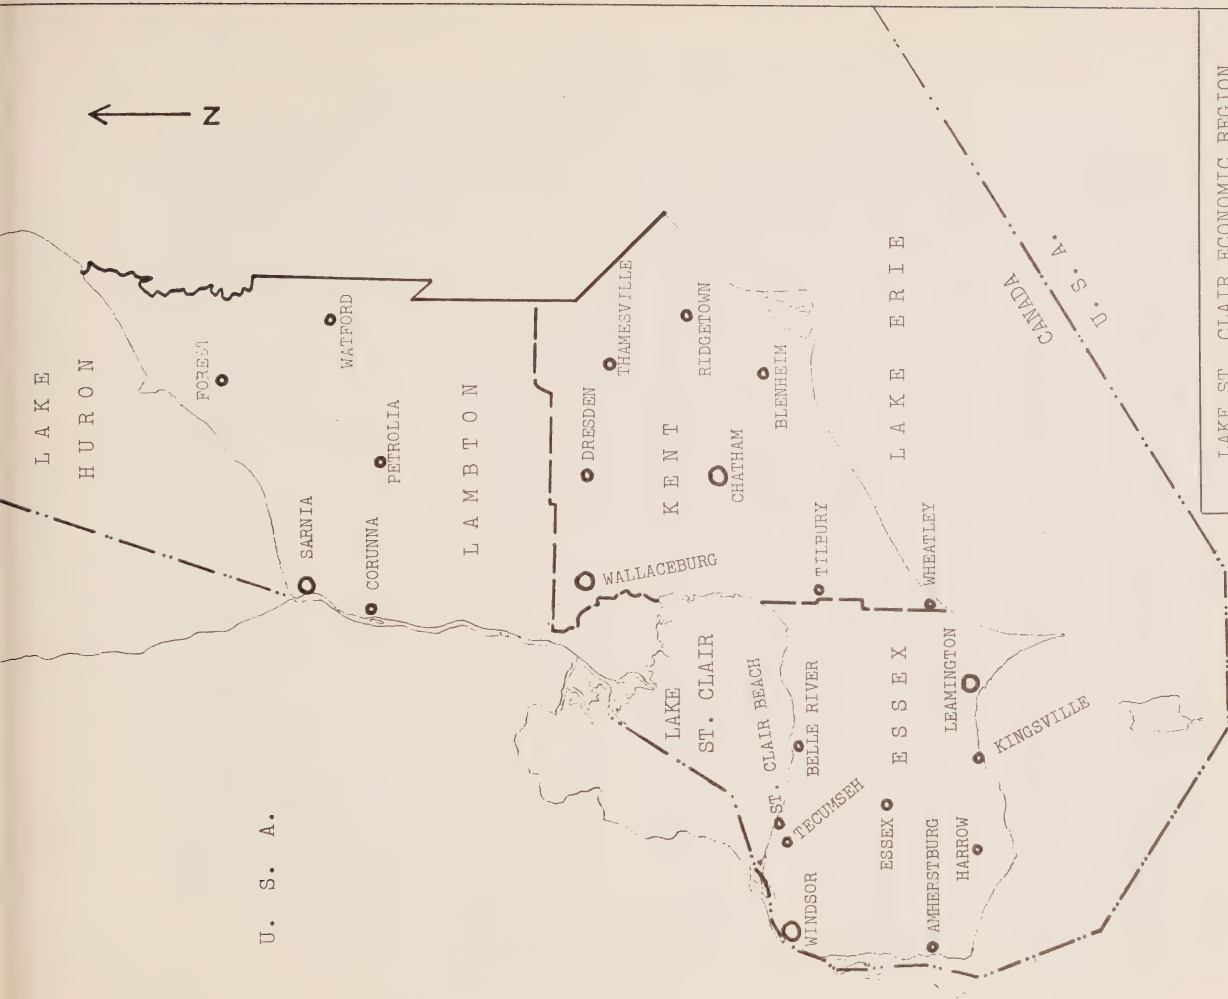 N
LAKE
HURON
FOREST
WATFORD
SARNIA
PETROLIA
CORUNNA
LAMBTON
U. S. A.
DRESDEN
THAMESVILLE
WALLACEBURG
KENT
RIDGETOWN
CHATHAM
BLENHEIM
LAKE
ST. CLAIR
ST. CLAIR BEACH
BELLE RIVER
TECUMSEH
TILBURY
WINDSOR
ESSEX
ESSEX
LAKE ERIE
WHEATLEY
LEAMINGTON
AMHERSTBURG
HARROW
KINGSVILLE
CANADA
U. S. A.
LAKE ST. CLAIR ECONOMIC REGION